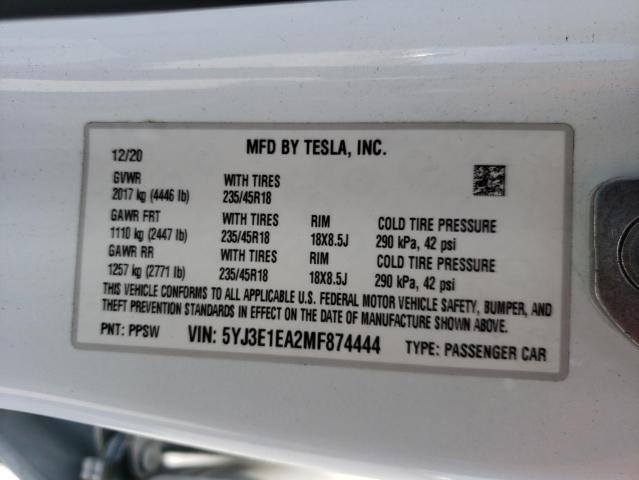 MFD BY TESLA, INC.
12/20
GVWR WITH TIRES
2017 kg (4446 lb) 235/45R18
GAWR FRT WITH TIRES RIM COLD TIRE PRESSURE
1110 kg (2447 lb) 235/45R18 18X8.5J 290 kPa, 42 psi
GAWR RR WITH TIRES RIM COLD TIRE PRESSURE
1257 kg (2771 lb) 235/45R18 18X8.5J 290 kPa, 42 psi
THIS VEHICLE CONFORMS TO ALL APPLICABLE U.S. FEDERAL MOTOR VEHICLE SAFETY, BUMPER, AND
THEFT PREVENTION STANDARDS IN EFFECT ON THE DATE OF MANUFACTURE SHOWN ABOVE.
PNT: PPSW VIN: 5YJ3E1EA2MF874444 TYPE: PASSENGER CAR